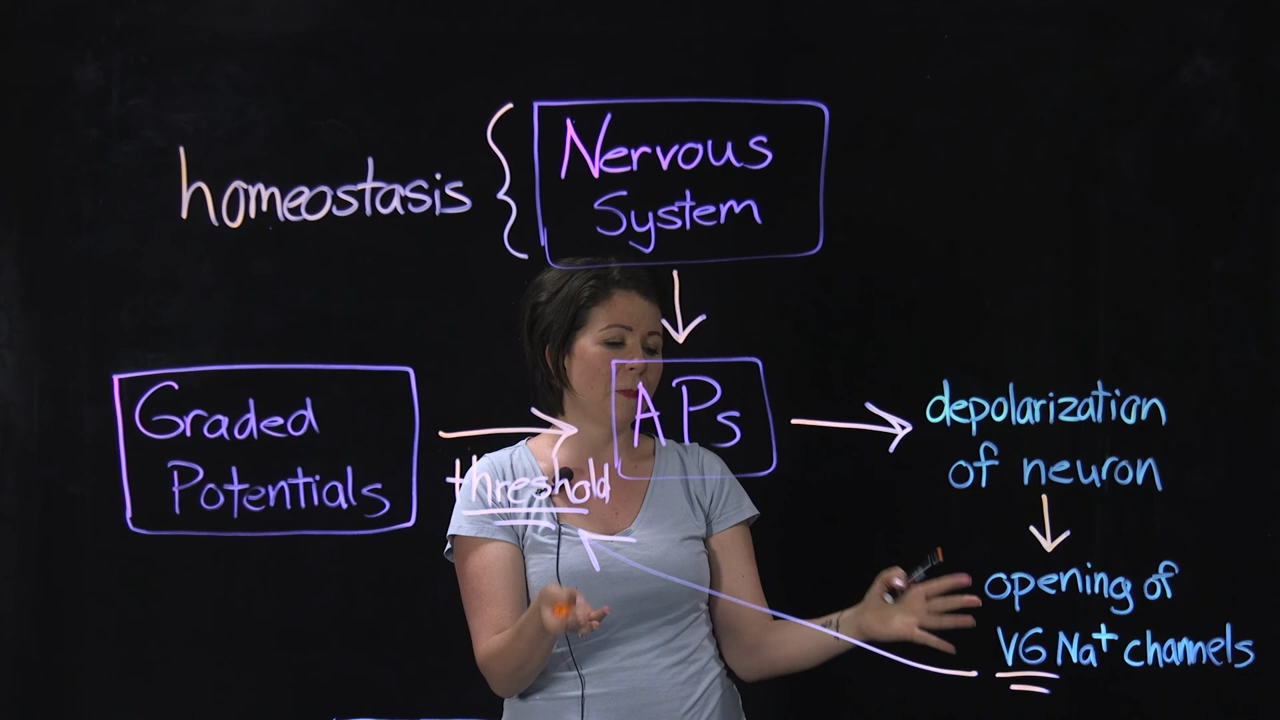 homeostasis
Nervous
System
Graded
Potentials
threshold
APs
depolarization
of neuron
opening of
VG Na⁺ channels